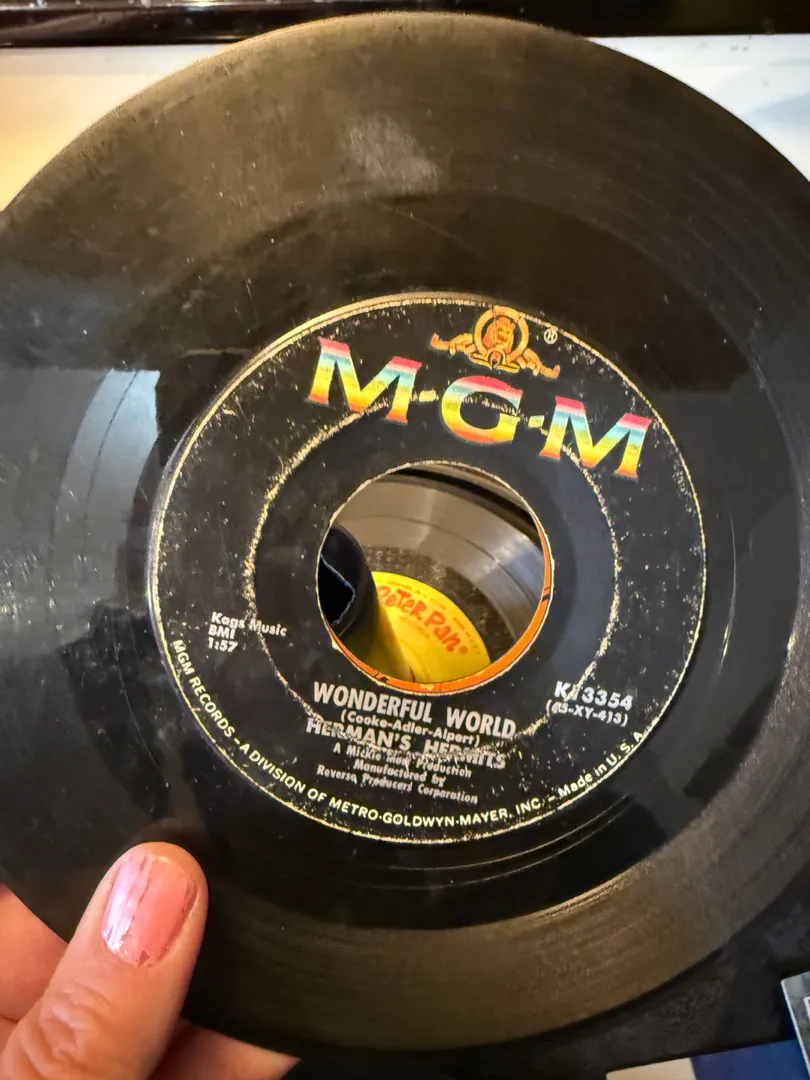 ®
M-G-M
Peter Pan®
Kags Music
BMI
1:57
K13354
(65-XY-413)
WONDERFUL WORLD
(Cooke-Adler-Alpert)
HERMAN'S HERMITS
A Mickie Most Production
Manufactured by
Reverse Producers Corporation
MGM RECORDS - A DIVISION OF METRO-GOLDWYN-MAYER, INC. - Made in U.S.A.